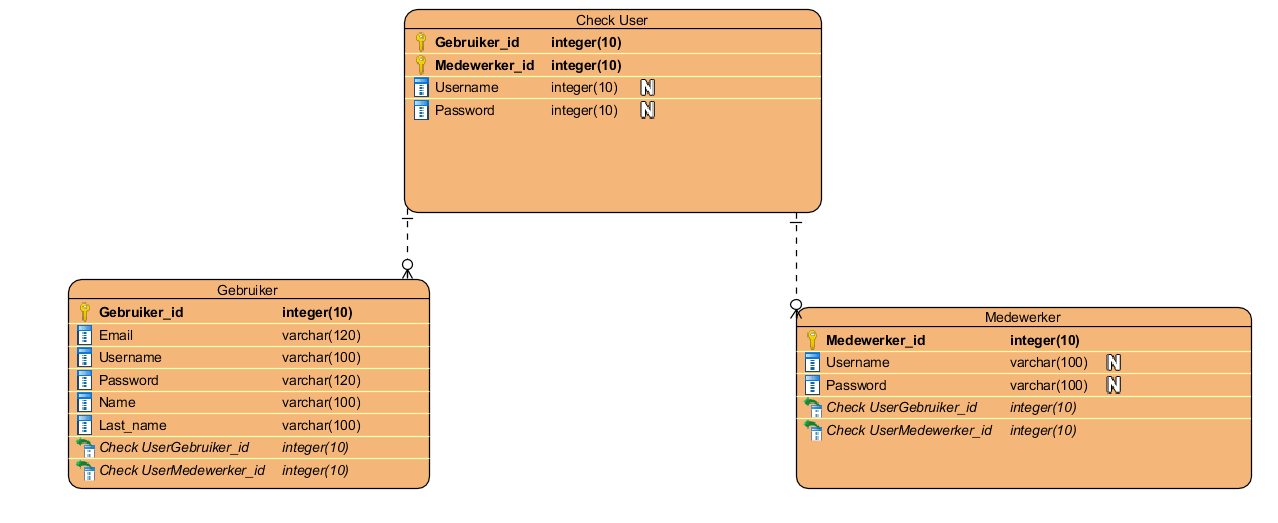 Check User
Gebruiker_id integer(10)
Medewerker_id integer(10)
Username integer(10) N
Password integer(10) N
Gebruiker
Gebruiker_id integer(10)
Email varchar(120)
Username varchar(100)
Password varchar(120)
Name varchar(100)
Last_name varchar(100)
Check UserGebruiker_id integer(10)
Check UserMedewerker_id integer(10)
Medewerker
Medewerker_id integer(10)
Username varchar(100) N
Password varchar(100) N
Check UserGebruiker_id integer(10)
Check UserMedewerker_id integer(10)